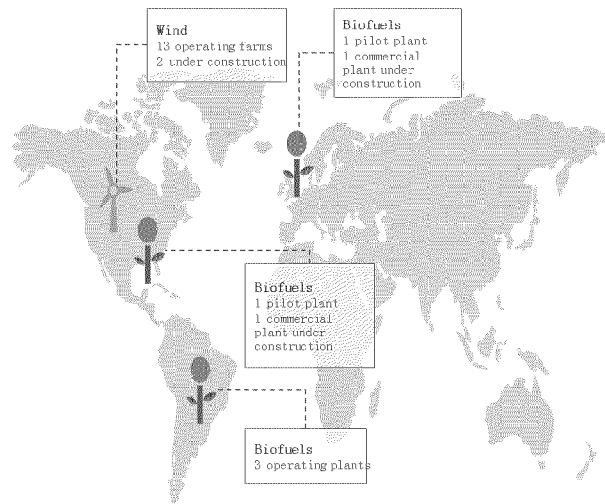 Wind
13 operating farms
2 under construction
Biofuels
1 pilot plant
1 commercial
plant under
construction
Biofuels
1 pilot plant
1 commercial
plant under
construction
Biofuels
3 operating plants